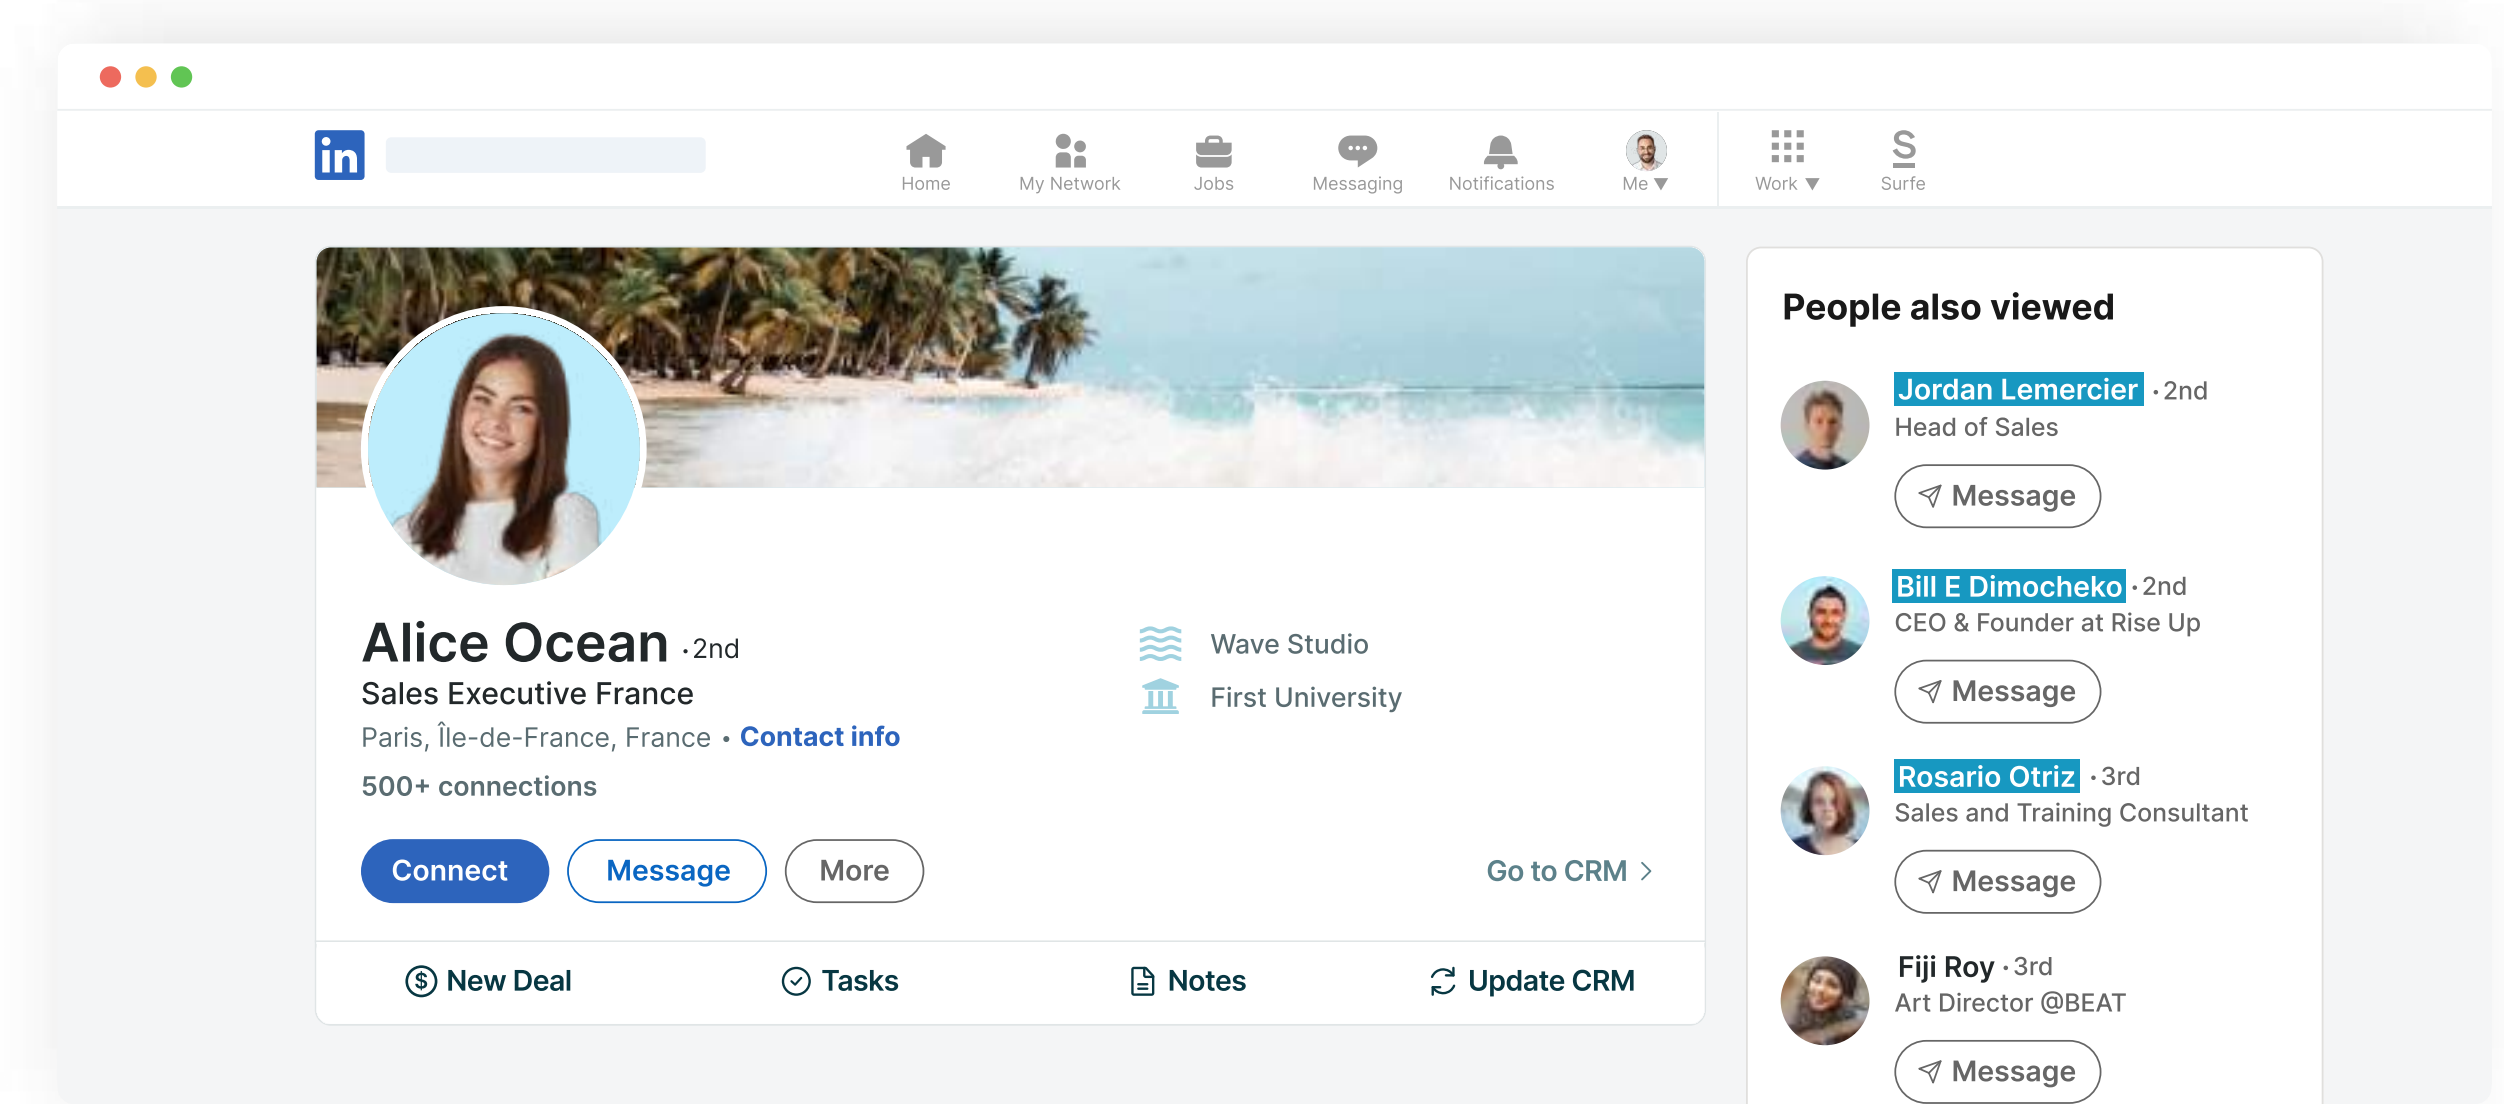 in
Home
My Network
Jobs
Messaging
Notifications
Me ▼
Work ▼
S
Surfe
Alice Ocean · 2nd
Sales Executive France
Paris, Île-de-France, France • Contact info
500+ connections
Wave Studio
First University
Connect
Message
More
Go to CRM >
$ New Deal
Tasks
Notes
Update CRM
People also viewed
Jordan Lemercier · 2nd
Head of Sales
Message
Bill E Dimocheko · 2nd
CEO & Founder at Rise Up
Message
Rosario Otriz · 3rd
Sales and Training Consultant
Message
Fiji Roy · 3rd
Art Director @BEAT
Message